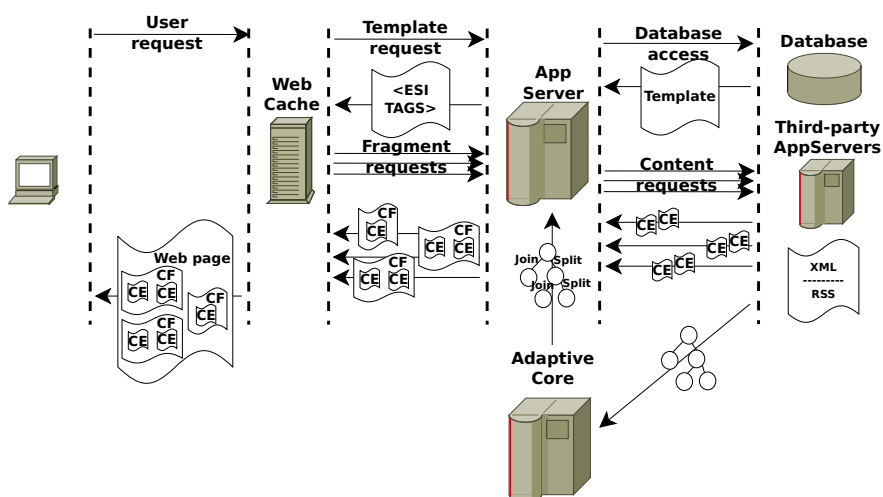 User
request
Template
request
Database
access
Database
Web
Cache
<ESI
TAGS>
App
Server
Template
Third-party
AppServers
Fragment
requests
Content
requests
CF
CE
CF
CE
CE
CF
CE
CE
CE
CE
CE
CE
CE
CE
Join
Split
Join
Split
XML
---------
RSS
Web page
CF
CE
CE
CF
CE
CF
CE
CE
Adaptive
Core